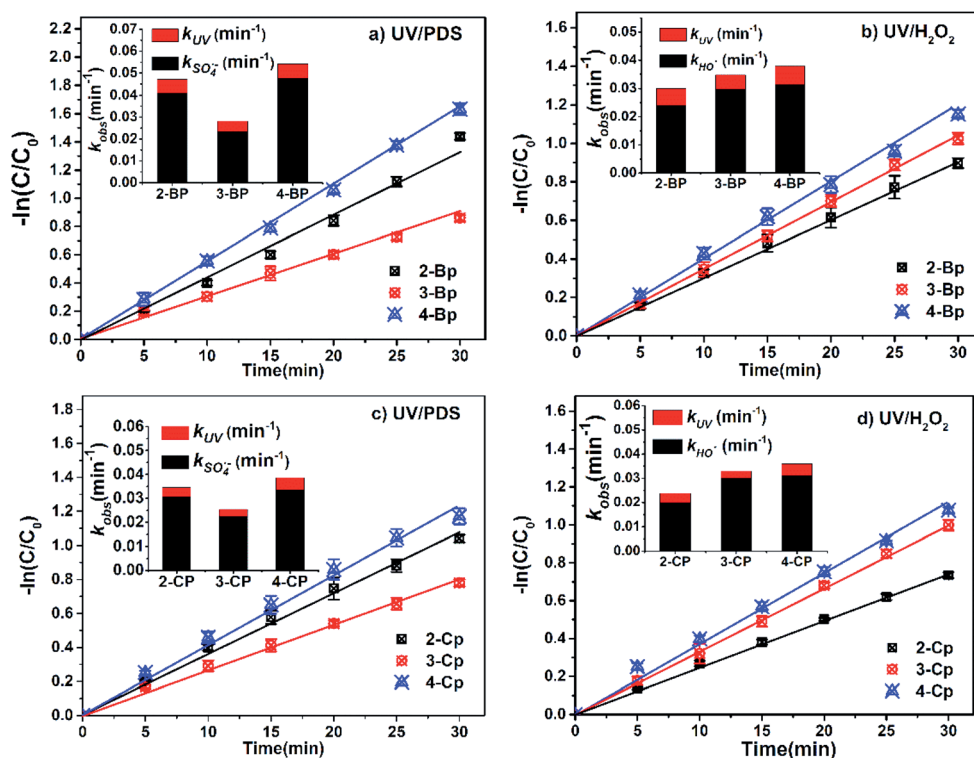 a) UV/PDS
k_UV (min⁻¹)
k_SO₄⁻ (min⁻¹)
k_obs(min⁻¹)
0.07
0.06
0.05
0.04
0.03
0.02
0.01
0.00
2-BP 3-BP 4-BP
-ln(C/C₀)
2.2
2.0
1.8
1.6
1.4
1.2
1.0
0.8
0.6
0.4
0.2
0.0
2-Bp
3-Bp
4-Bp
0 5 10 15 20 25 30
Time(min)
b) UV/H₂O₂
k_UV (min⁻¹)
k_HO· (min⁻¹)
k_obs(min⁻¹)
0.05
0.04
0.03
0.02
0.01
0.00
2-BP 3-BP 4-BP
-ln(C/C₀)
1.6
1.4
1.2
1.0
0.8
0.6
0.4
0.2
0.0
2-Bp
3-Bp
4-Bp
0 5 10 15 20 25 30
Time(min)
c) UV/PDS
k_UV (min⁻¹)
k_SO₄⁻ (min⁻¹)
k_obs(min⁻¹)
0.06
0.05
0.04
0.03
0.02
0.01
0.00
2-CP 3-CP 4-CP
-ln(C/C₀)
1.8
1.6
1.4
1.2
1.0
0.8
0.6
0.4
0.2
0.0
2-Cp
3-Cp
4-Cp
0 5 10 15 20 25 30
Time(min)
d) UV/H₂O₂
k_UV (min⁻¹)
k_HO· (min⁻¹)
k_obs(min⁻¹)
0.06
0.05
0.04
0.03
0.02
0.01
0.00
2-CP 3-CP 4-CP
-ln(C/C₀)
1.6
1.4
1.2
1.0
0.8
0.6
0.4
0.2
0.0
2-Cp
3-Cp
4-Cp
0 5 10 15 20 25 30
Time(min)